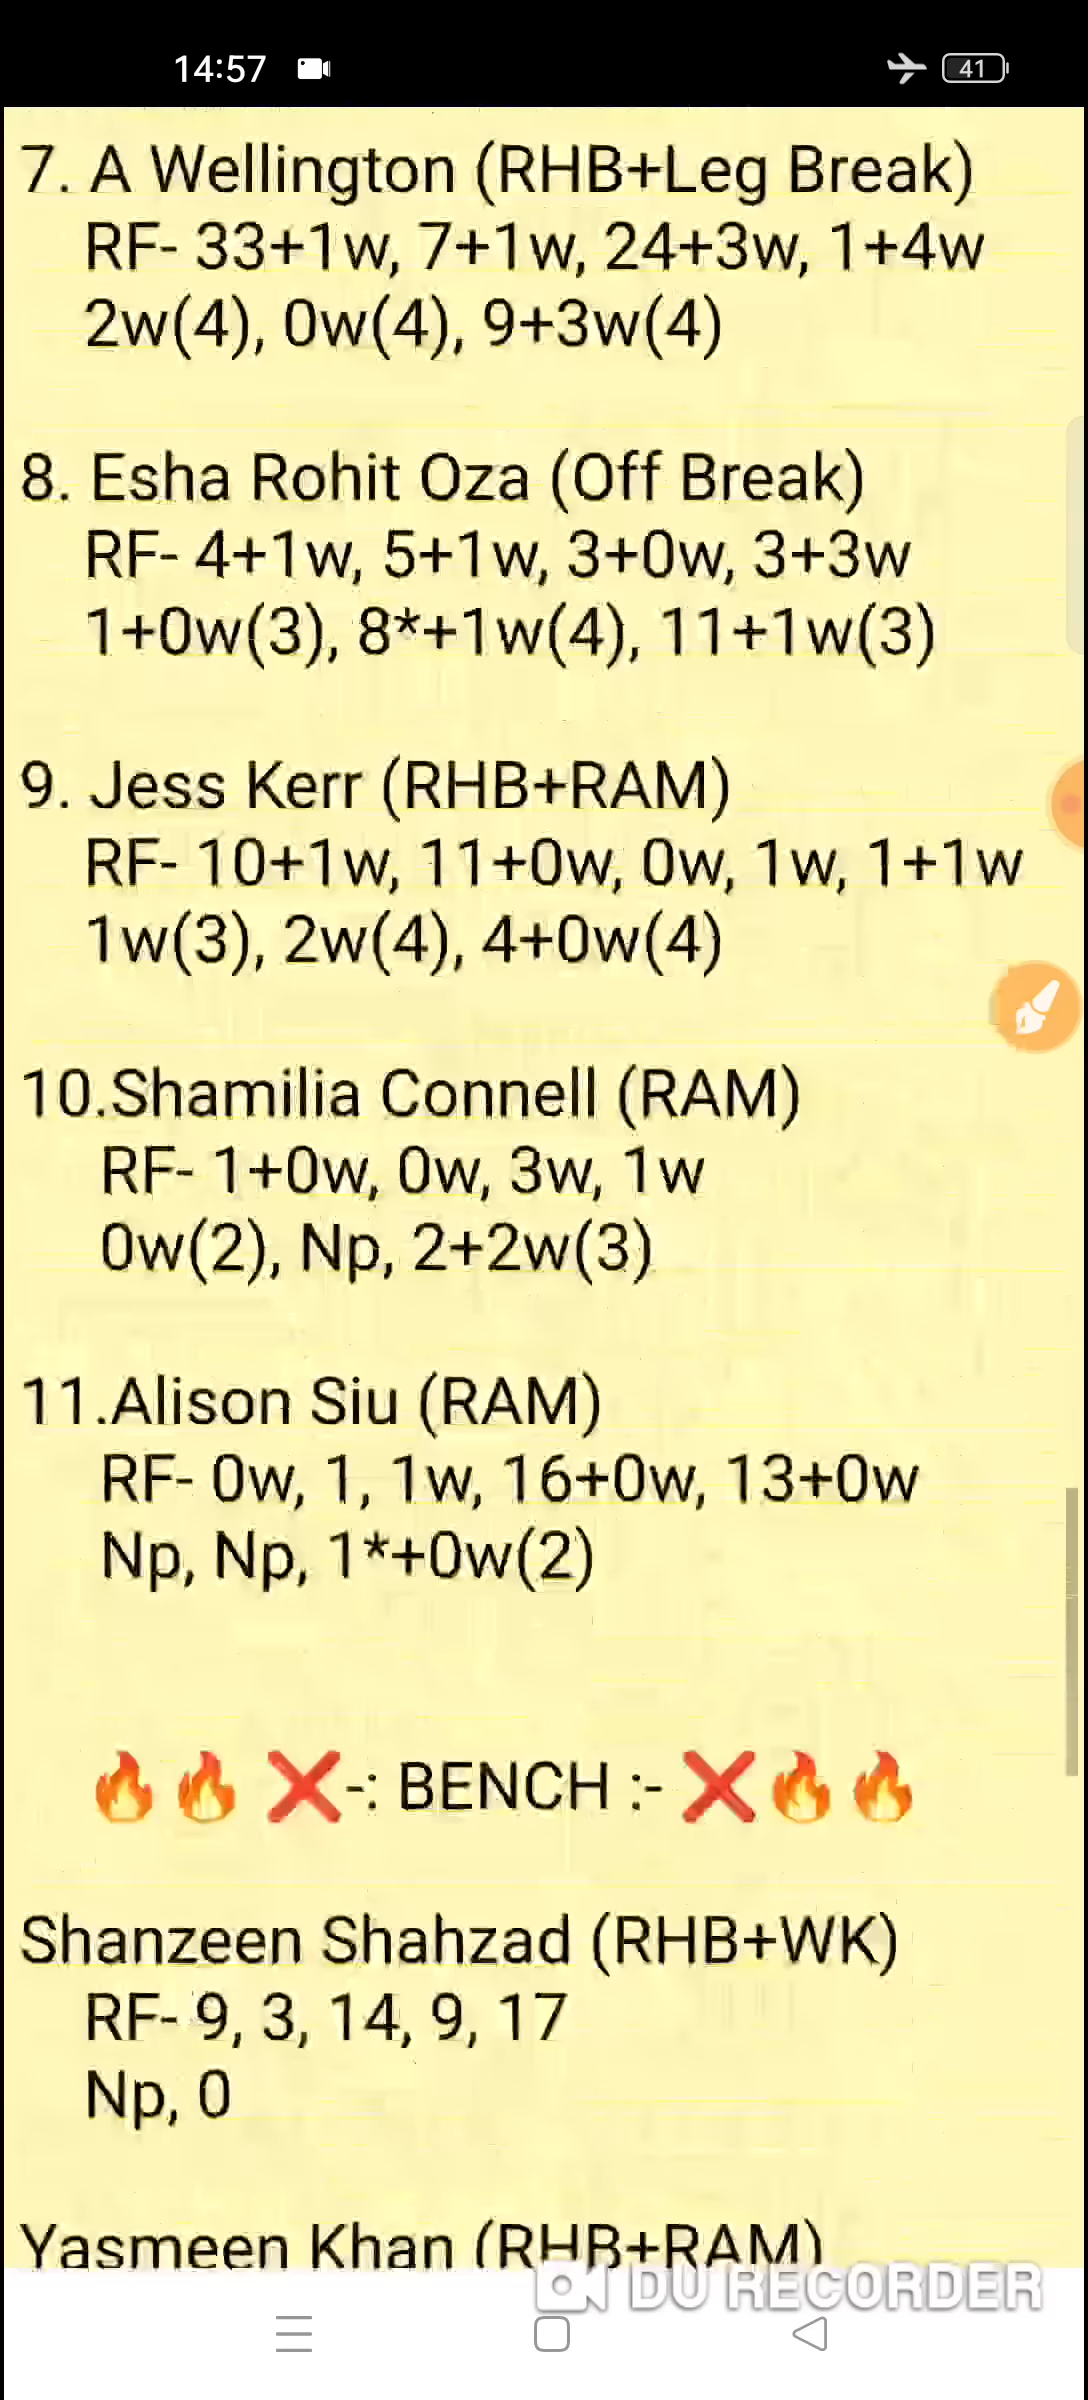 14:57
41
7. A Wellington (RHB+Leg Break)
RF- 33+1w, 7+1w, 24+3w, 1+4w
2w(4), 0w(4), 9+3w(4)
8. Esha Rohit Oza (Off Break)
RF- 4+1w, 5+1w, 3+0w, 3+3w
1+0w(3), 8*+1w(4), 11+1w(3)
9. Jess Kerr (RHB+RAM)
RF- 10+1w, 11+0w, 0w, 1w, 1+1w
1w(3), 2w(4), 4+0w(4)
10.Shamilia Connell (RAM)
RF- 1+0w, 0w, 3w, 1w
0w(2), Np, 2+2w(3)
11.Alison Siu (RAM)
RF- 0w, 1, 1w, 16+0w, 13+0w
Np, Np, 1*+0w(2)
🔥🔥❌-: BENCH :-❌🔥🔥
Shanzeen Shahzad (RHB+WK)
RF- 9, 3, 14, 9, 17
Np, 0
Yasmeen Khan (RHB+RAM)
DU RECORDER